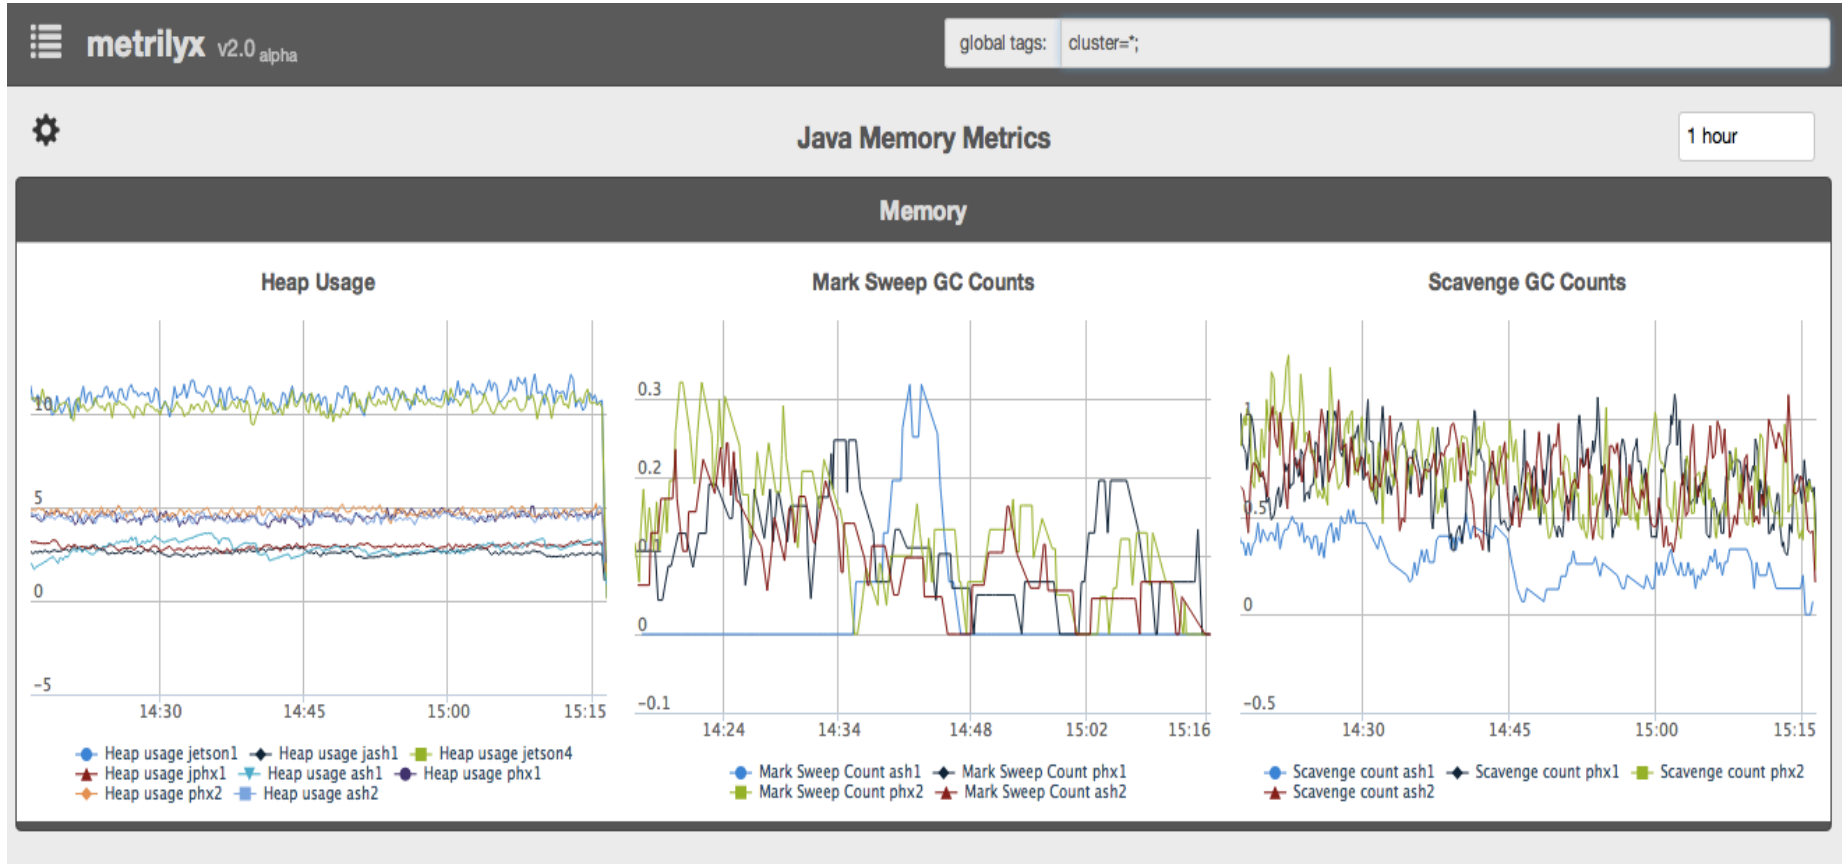 metrilyx v2.0 alpha
global tags: cluster=*;
Java Memory Metrics
1 hour
Memory
Heap Usage
10
5
0
−5
14:30 14:45 15:00 15:15
Heap usage jetson1 Heap usage jash1 Heap usage jetson4
Heap usage jphx1 Heap usage ash1 Heap usage phx1
Heap usage phx2 Heap usage ash2
Mark Sweep GC Counts
0.3
0.2
0.1
0
−0.1
14:24 14:34 14:48 15:02 15:16
Mark Sweep Count ash1 Mark Sweep Count phx1
Mark Sweep Count phx2 Mark Sweep Count ash2
Scavenge GC Counts
1
0.5
0
−0.5
14:30 14:45 15:00 15:15
Scavenge count ash1 Scavenge count phx1 Scavenge count phx2
Scavenge count ash2